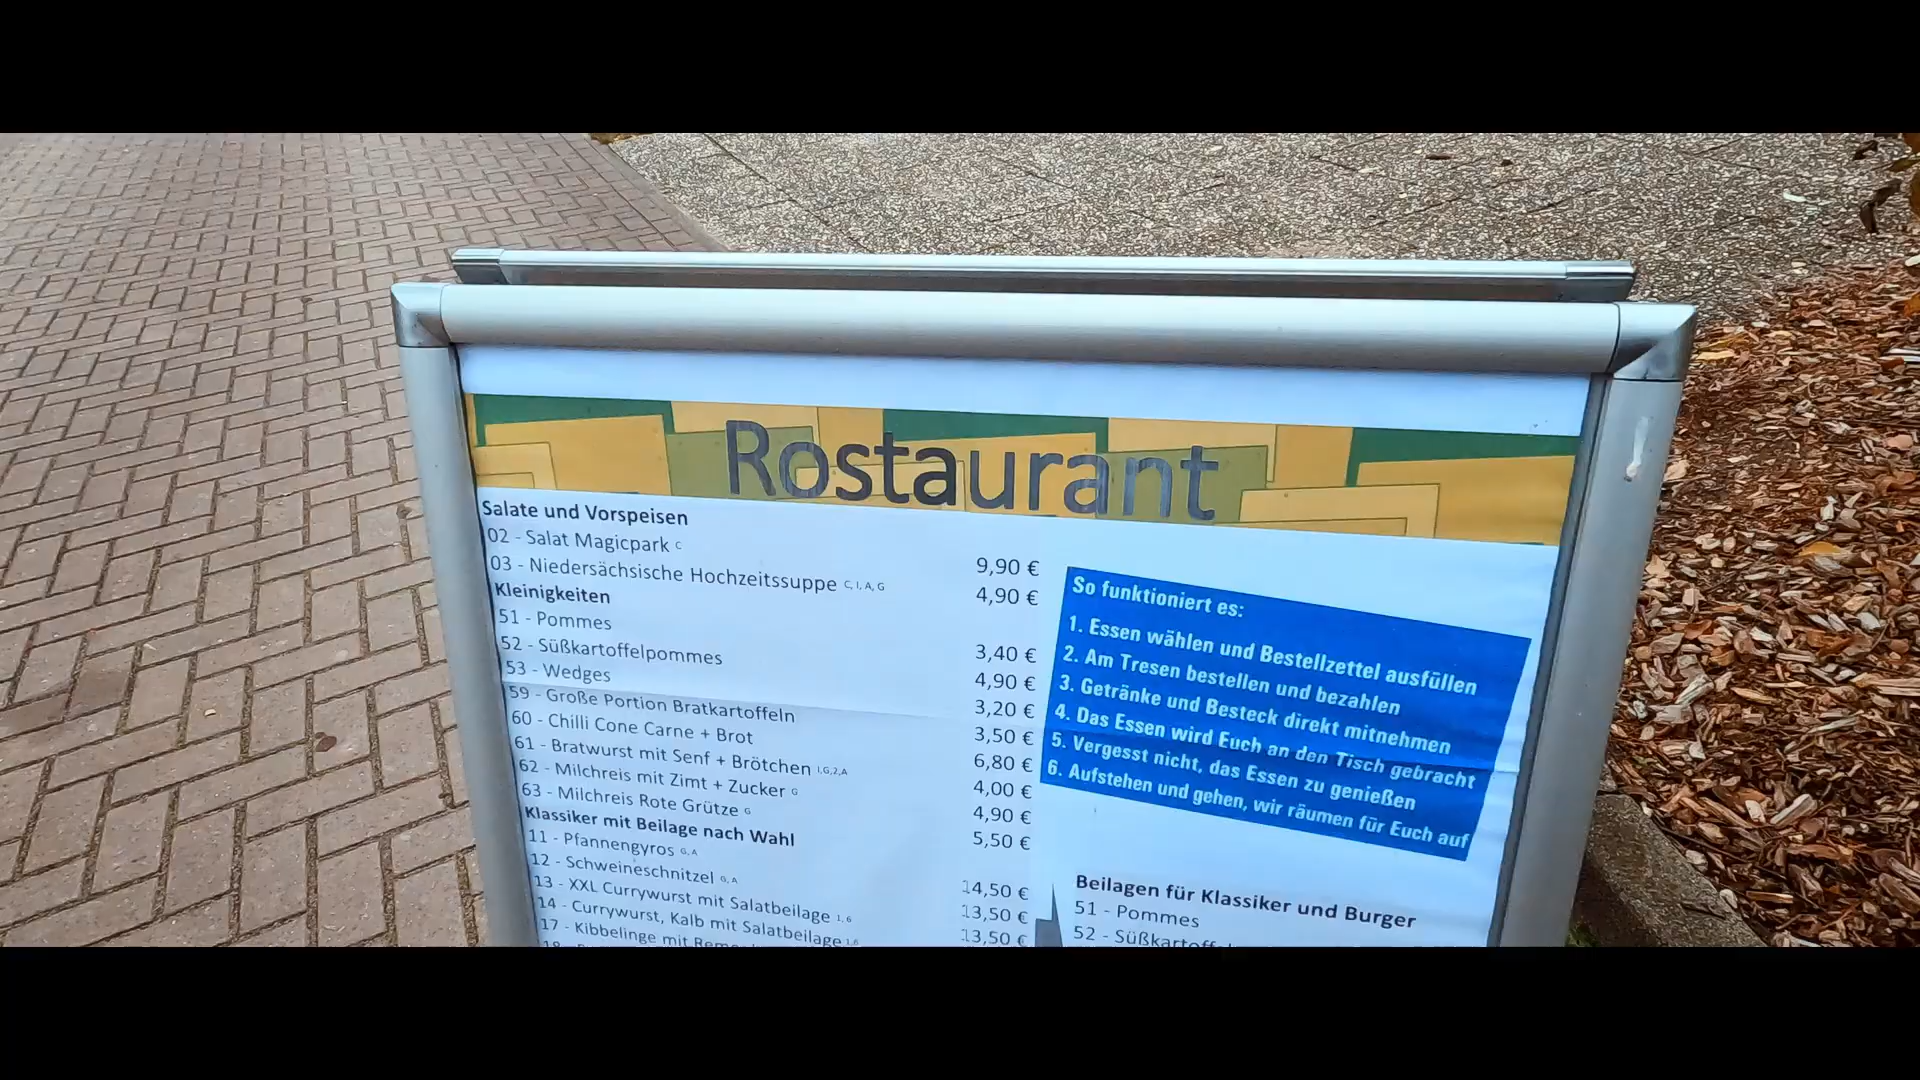 Rostaurant
Salate und Vorspeisen
02 - Salat Magicpark C 9,90 €
03 - Niedersächsische Hochzeitssuppe C, I, A, G 4,90 €
Kleinigkeiten
51 - Pommes 3,40 €
52 - Süßkartoffelpommes 4,90 €
53 - Wedges 3,20 €
59 - Große Portion Bratkartoffeln 3,50 €
60 - Chilli Cone Carne + Brot 6,80 €
61 - Bratwurst mit Senf + Brötchen I,G,2,A 4,00 €
62 - Milchreis mit Zimt + Zucker G 4,90 €
63 - Milchreis Rote Grütze G 5,50 €
Klassiker mit Beilage nach Wahl
11 - Pfannengyros G, A 14,50 €
12 - Schweineschnitzel G, A 13,50 €
13 - XXL Currywurst mit Salatbeilage 1, 6 13,50 €
14 - Currywurst, Kalb mit Salatbeilage 1,6
17 - Kibbelinge mit
So funktioniert es:
1. Essen wählen und Bestellzettel ausfüllen
2. Am Tresen bestellen und bezahlen
3. Getränke und Besteck direkt mitnehmen
4. Das Essen wird Euch an den Tisch gebracht
5. Vergesst nicht, das Essen zu genießen
6. Aufstehen und gehen, wir räumen für Euch auf
Beilagen für Klassiker und Burger
51 - Pommes
52 -